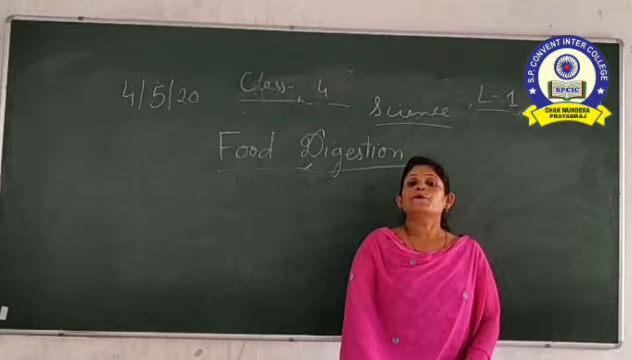 4/5/20 Class- 4 Science L-1
Food Digestion
S.P. CONVENT INTER COLLEGE
SPCIC
CHAK MUNDERA
PRAYAGRAJ